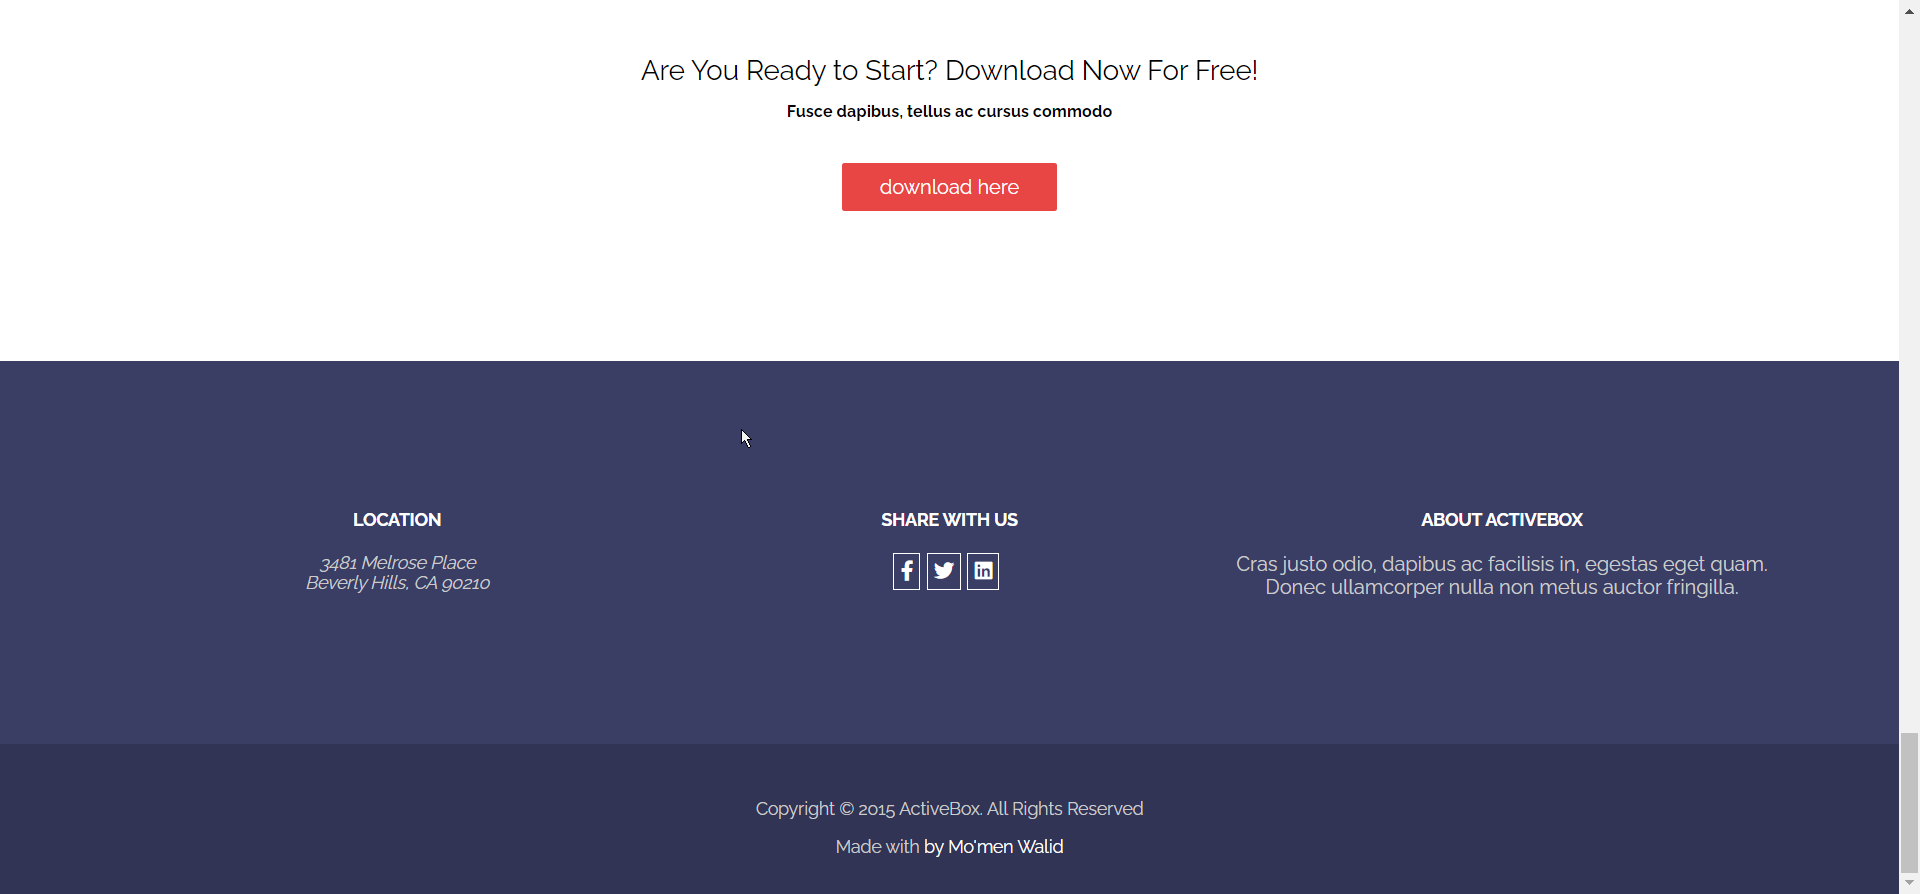 Are You Ready to Start? Download Now For Free!
Fusce dapibus, tellus ac cursus commodo
download here
LOCATION
3481 Melrose Place
Beverly Hills, CA 90210
SHARE WITH US
ABOUT ACTIVEBOX
Cras justo odio, dapibus ac facilisis in, egestas eget quam.
Donec ullamcorper nulla non metus auctor fringilla.
Copyright © 2015 ActiveBox. All Rights Reserved
Made with by Mo'men Walid